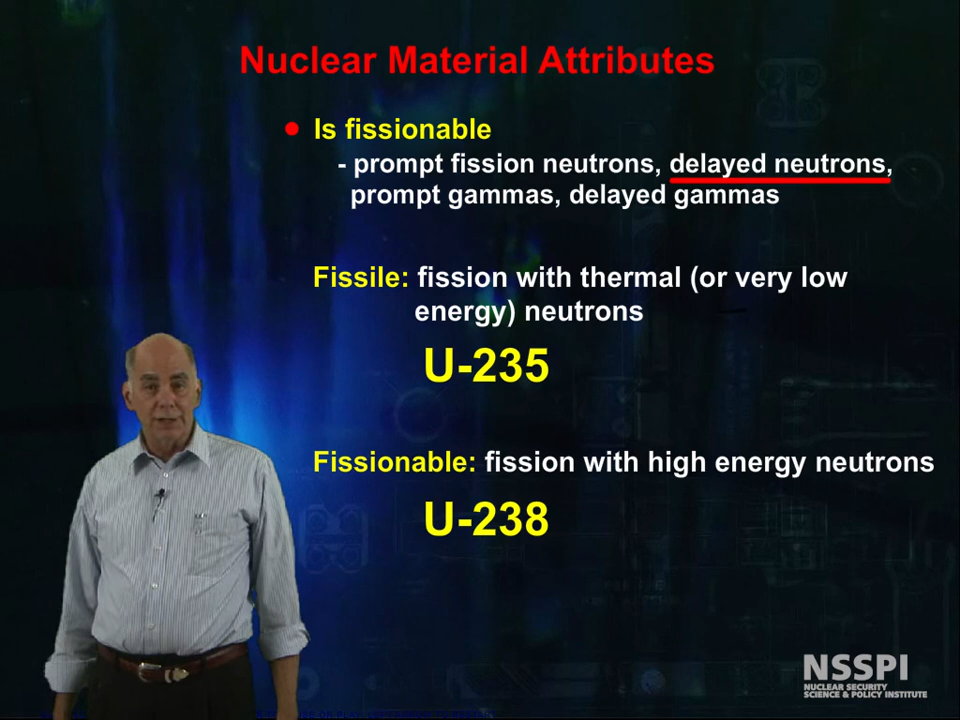 Nuclear Material Attributes
• Is fissionable
- prompt fission neutrons, delayed neutrons,
prompt gammas, delayed gammas
Fissile: fission with thermal (or very low
energy) neutrons
U-235
Fissionable: fission with high energy neutrons
U-238
NSSPI
NUCLEAR SECURITY
SCIENCE & POLICY INSTITUTE